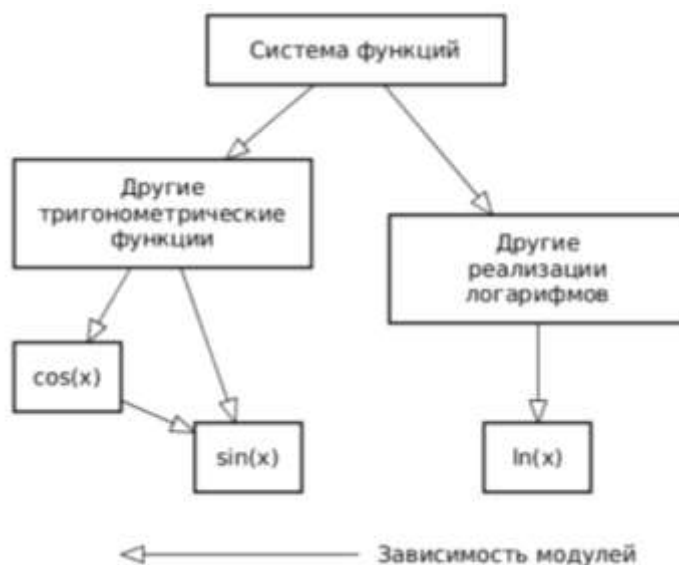 Система функций
Другие
тригонометрические
функции
Другие
реализации
логарифмов
cos(x)
sin(x)
ln(x)
Зависимость модулей